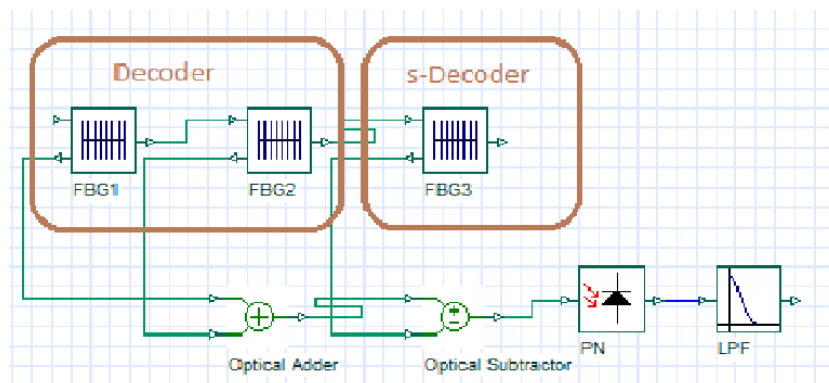 Decoder
s-Decoder
FBG1
FBG2
FBG3
Optical Adder
Optical Subtractor
PN
LPF